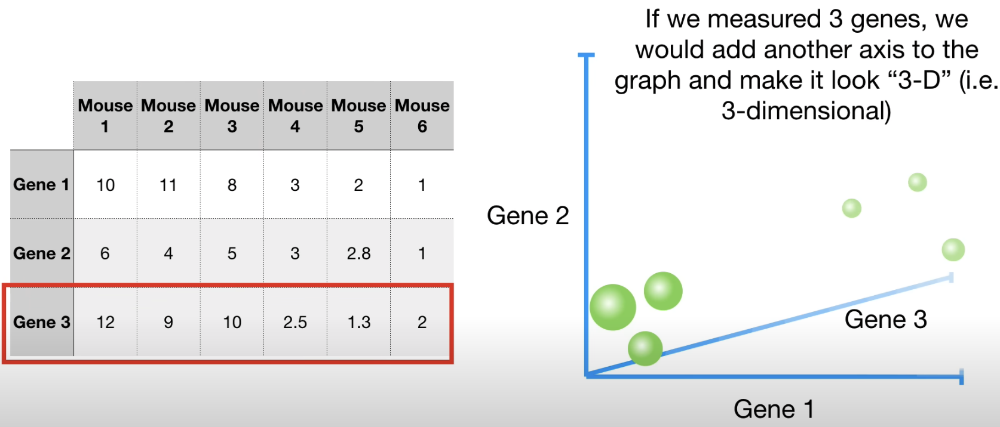 If we measured 3 genes, we
would add another axis to the
graph and make it look “3-D” (i.e.
3-dimensional)
Mouse 1 Mouse 2 Mouse 3 Mouse 4 Mouse 5 Mouse 6
Gene 1 10 11 8 3 2 1
Gene 2 6 4 5 3 2.8 1
Gene 3 12 9 10 2.5 1.3 2
Gene 2
Gene 3
Gene 1